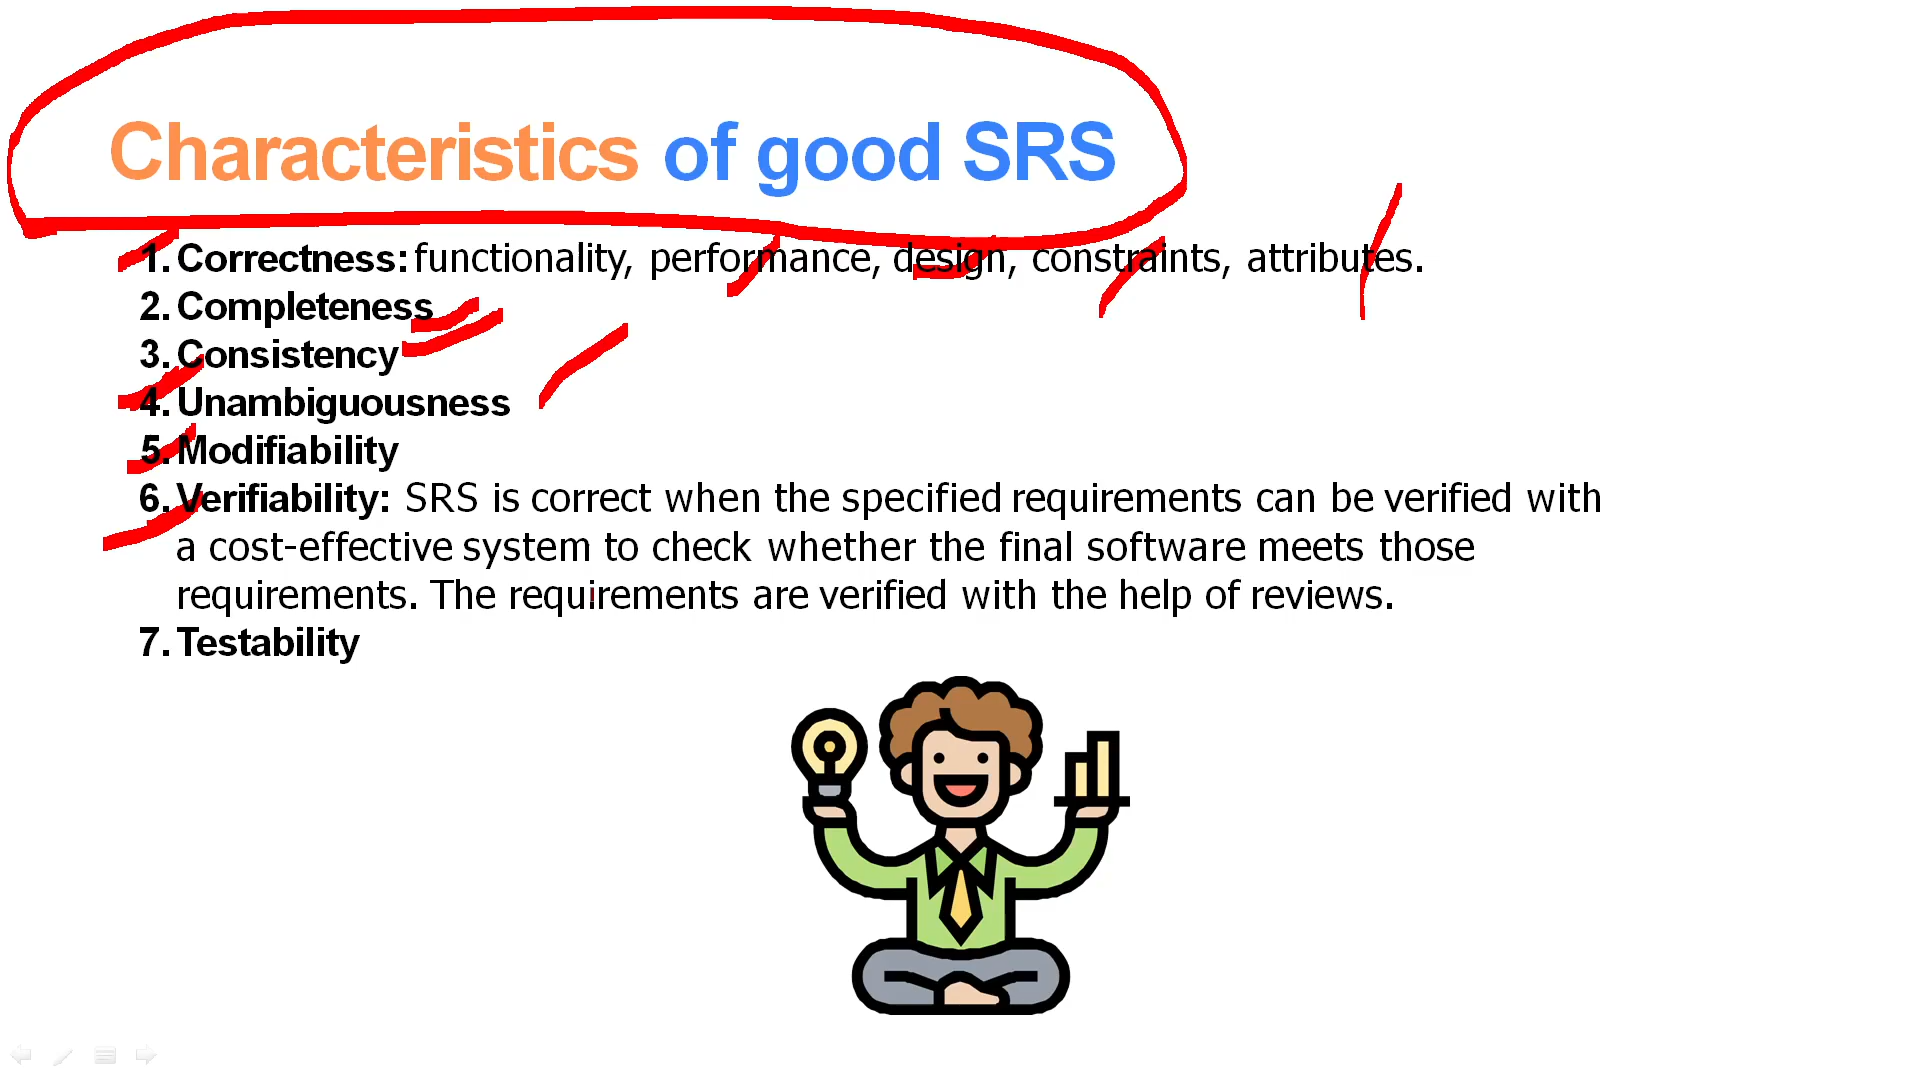 Characteristics of good SRS
1. Correctness: functionality, performance, design, constraints, attributes.
2. Completeness
3. Consistency
4. Unambiguousness
5. Modifiability
6. Verifiability: SRS is correct when the specified requirements can be verified with
a cost-effective system to check whether the final software meets those
requirements. The requirements are verified with the help of reviews.
7. Testability